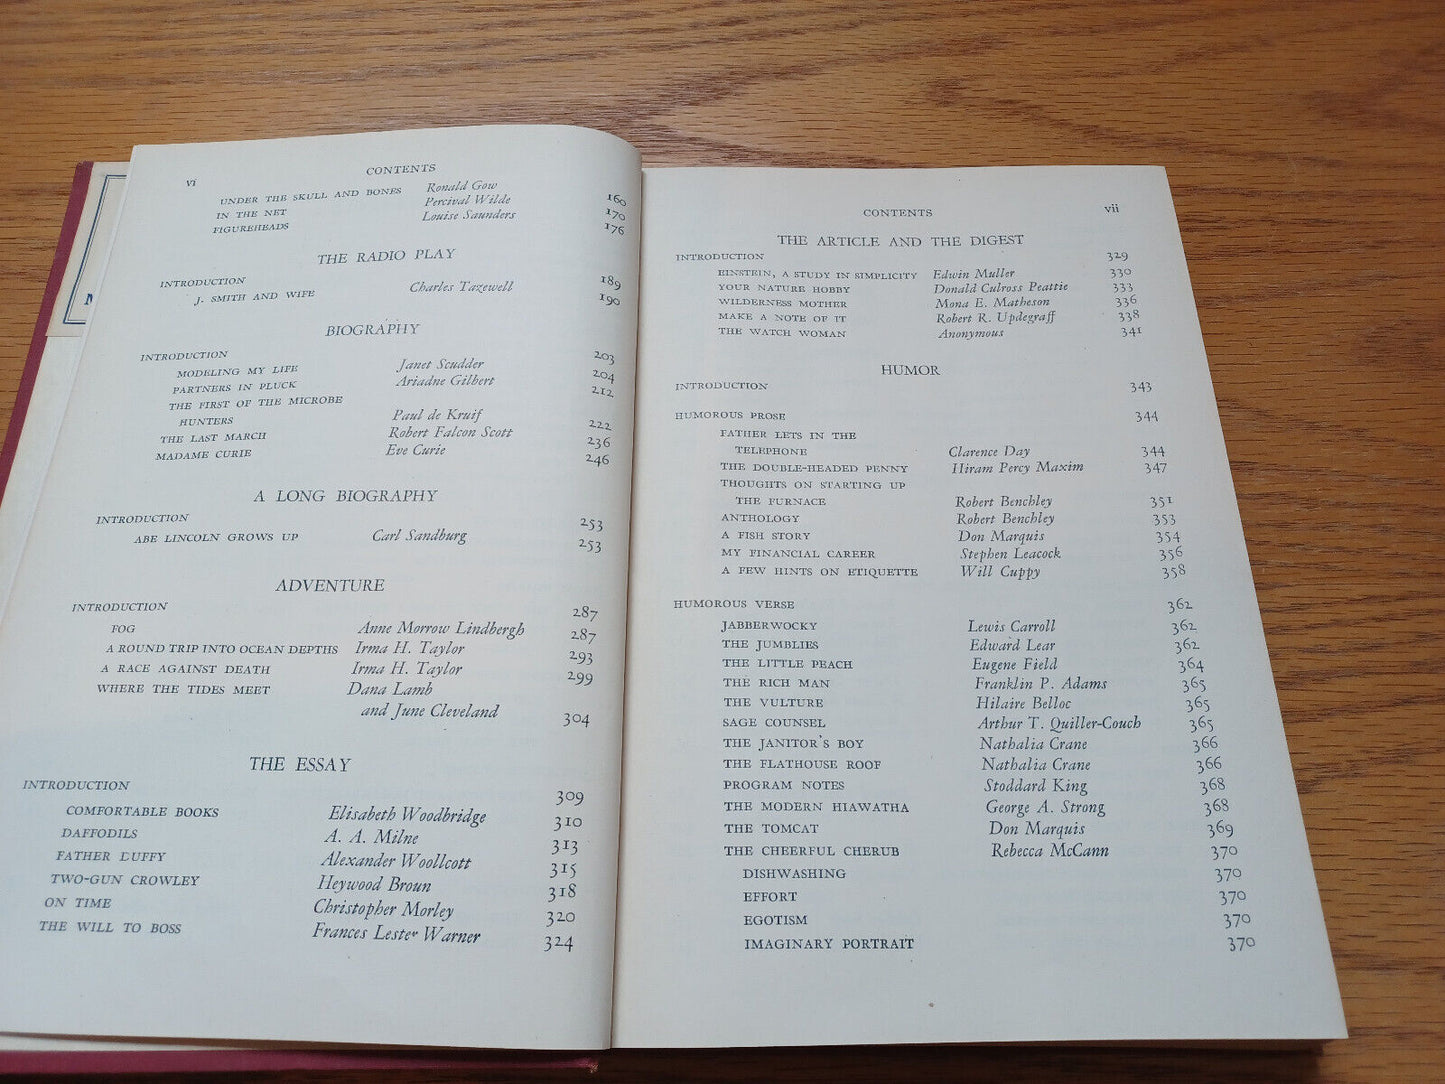 vi
CONTENTS
UNDER THE SKULL AND BONES Ronald Gow 160
IN THE NET Percival Wilde 170
FIGUREHEADS Louise Saunders 176
THE RADIO PLAY
INTRODUCTION 189
J. SMITH AND WIFE Charles Tazewell 190
BIOGRAPHY
INTRODUCTION 203
MODELING MY LIFE Janet Scudder 204
PARTNERS IN PLUCK Ariadne Gilbert 212
THE FIRST OF THE MICROBE
HUNTERS Paul de Kruif 222
THE LAST MARCH Robert Falcon Scott 236
MADAME CURIE Eve Curie 246
A LONG BIOGRAPHY
INTRODUCTION 253
ABE LINCOLN GROWS UP Carl Sandburg 253
ADVENTURE
INTRODUCTION 287
FOG Anne Morrow Lindbergh 287
A ROUND TRIP INTO OCEAN DEPTHS Irma H. Taylor 293
A RACE AGAINST DEATH Irma H. Taylor 299
WHERE THE TIDES MEET Dana Lamb
and June Cleveland 304
THE ESSAY
INTRODUCTION 309
COMFORTABLE BOOKS Elisabeth Woodbridge 310
DAFFODILS A. A. Milne 313
FATHER DUFFY Alexander Woollcott 315
TWO-GUN CROWLEY Heywood Broun 318
ON TIME Christopher Morley 320
THE WILL TO BOSS Frances Lester Warner 324
CONTENTS
vii
THE ARTICLE AND THE DIGEST
INTRODUCTION 329
EINSTEIN, A STUDY IN SIMPLICITY Edwin Muller 330
YOUR NATURE HOBBY Donald Culross Peattie 333
WILDERNESS MOTHER Mona E. Matheson 336
MAKE A NOTE OF IT Robert R. Updegraff 338
THE WATCH WOMAN Anonymous 341
HUMOR
INTRODUCTION 343
HUMOROUS PROSE 344
FATHER LETS IN THE
TELEPHONE Clarence Day 344
THE DOUBLE-HEADED PENNY Hiram Percy Maxim 347
THOUGHTS ON STARTING UP
THE FURNACE Robert Benchley 351
ANTHOLOGY Robert Benchley 353
A FISH STORY Don Marquis 354
MY FINANCIAL CAREER Stephen Leacock 356
A FEW HINTS ON ETIQUETTE Will Cuppy 358
HUMOROUS VERSE 362
JABBERWOCKY Lewis Carroll 362
THE JUMBLIES Edward Lear 362
THE LITTLE PEACH Eugene Field 364
THE RICH MAN Franklin P. Adams 365
THE VULTURE Hilaire Belloc 365
SAGE COUNSEL Arthur T. Quiller-Couch 365
THE JANITOR'S BOY Nathalia Crane 366
THE FLATHOUSE ROOF Nathalia Crane 366
PROGRAM NOTES Stoddard King 368
THE MODERN HIAWATHA George A. Strong 368
THE TOMCAT Don Marquis 369
THE CHEERFUL CHERUB Rebecca McCann 370
DISHWASHING 370
EFFORT 370
EGOTISM 370
IMAGINARY PORTRAIT 370